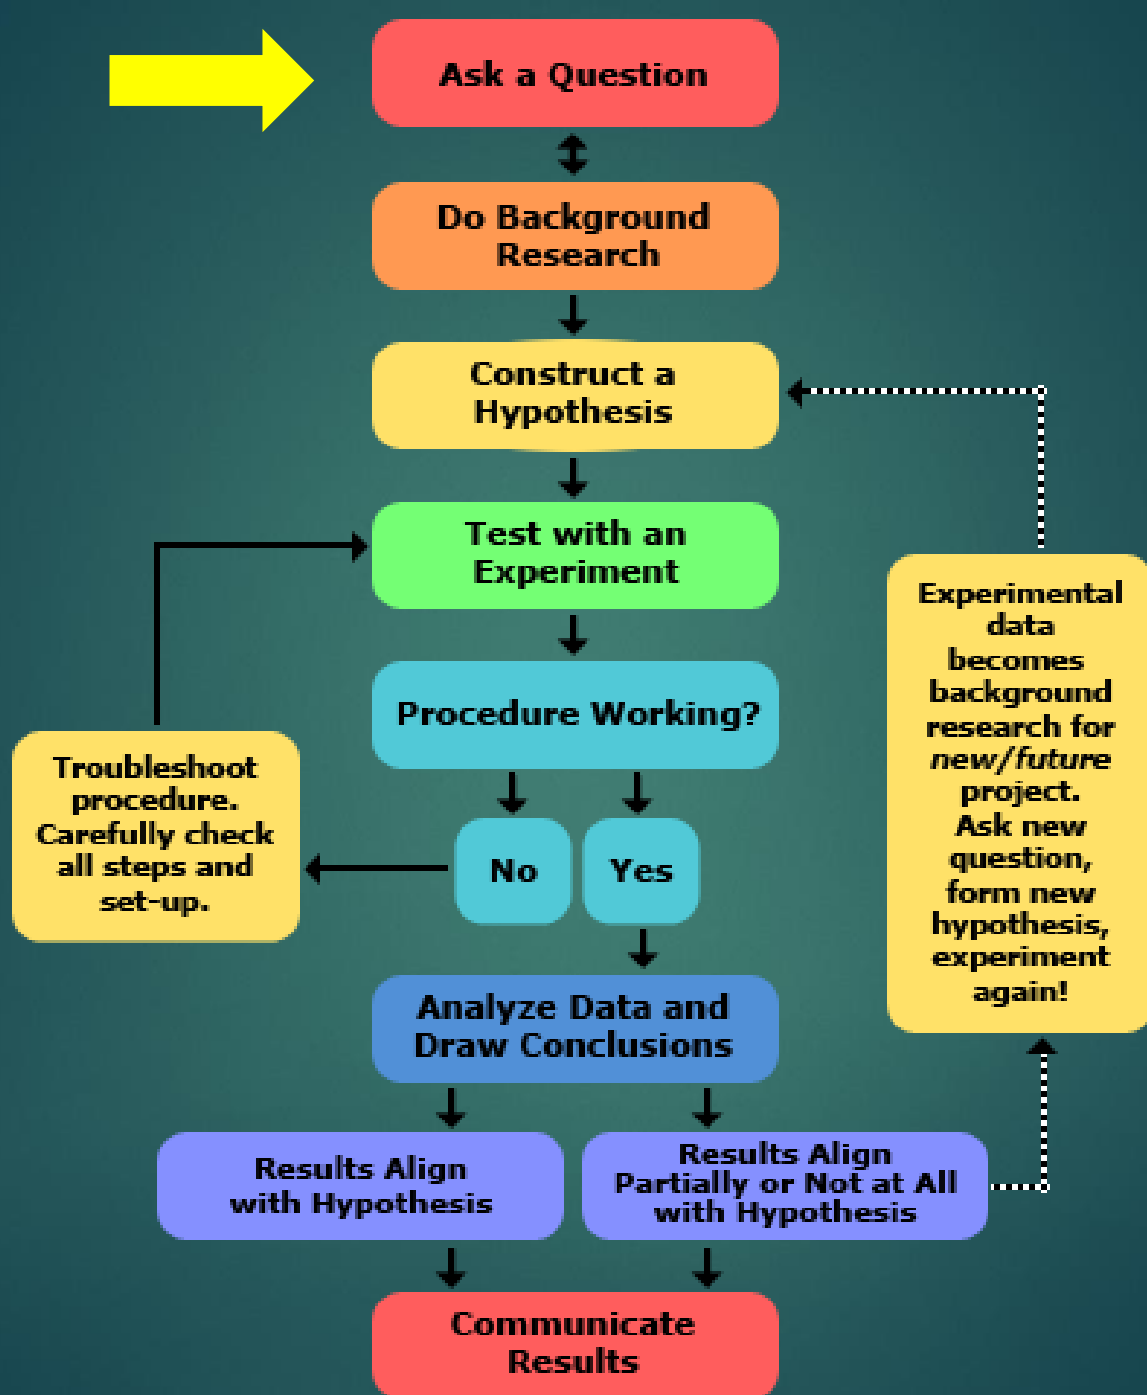 Ask a Question
Do Background
Research
Construct a
Hypothesis
Test with an
Experiment
Procedure Working?
Troubleshoot
procedure.
Carefully check
all steps and
set-up.
No
Yes
Experimental
data
becomes
background
research for
new/future
project.
Ask new
question,
form new
hypothesis,
experiment
again!
Analyze Data and
Draw Conclusions
Results Align
with Hypothesis
Results Align
Partially or Not at All
with Hypothesis
Communicate
Results